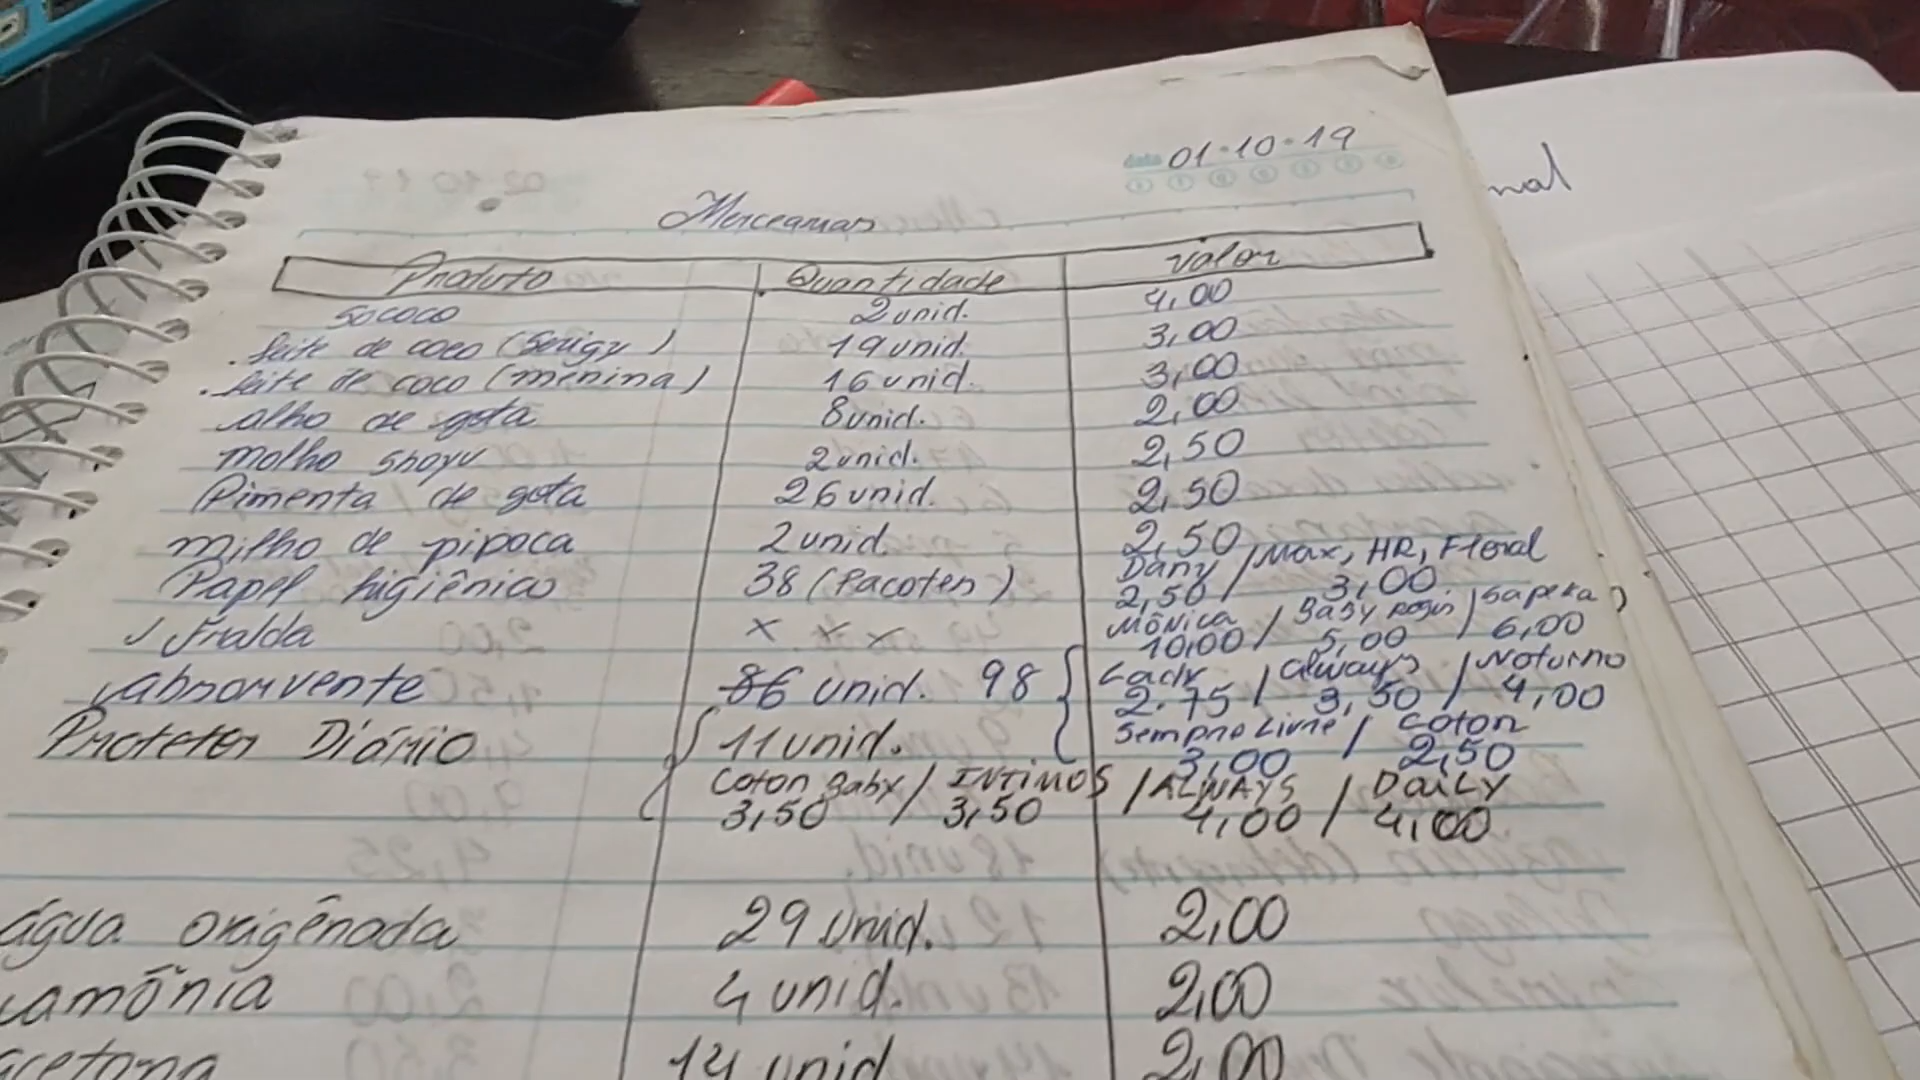 data 01·10·19
nal
Mercearias
Produto Quantidade Valor
Sococo 2 unid. 4,00
. Leite de coco (Serigy) 19 unid. 3,00
. Leite de coco (menina) 16 unid. 3,00
alho de gota 8 unid. 2,00
molho shoyu 2 unid. 2,50
Pimenta de gota 26 unid. 2,50
milho de pipoca 2 unid. 2,50
Papel higiênico 38 (Pacotes) Dany / Max, HR, Floral
2,50 / 3,00
Fralda x x x Mônica / Baby Roger / Sapeka
10,00 / 5,00 / 6,00
absorvente 86 unid. 98 { Lady / always / Noturno
2.75 / 3,50 / 4,00
Proteter Diário { 11 unid. Sempre Livre / Coton
3,00 2,50
Coton Baby / INTIMOS / ALWAYS / DAILY
3,50 / 3,50 4,00 / 4,00
água oxigênada 29 unid. 2,00
amônia 4 unid. 2,00
acetona 14 unid 2,00